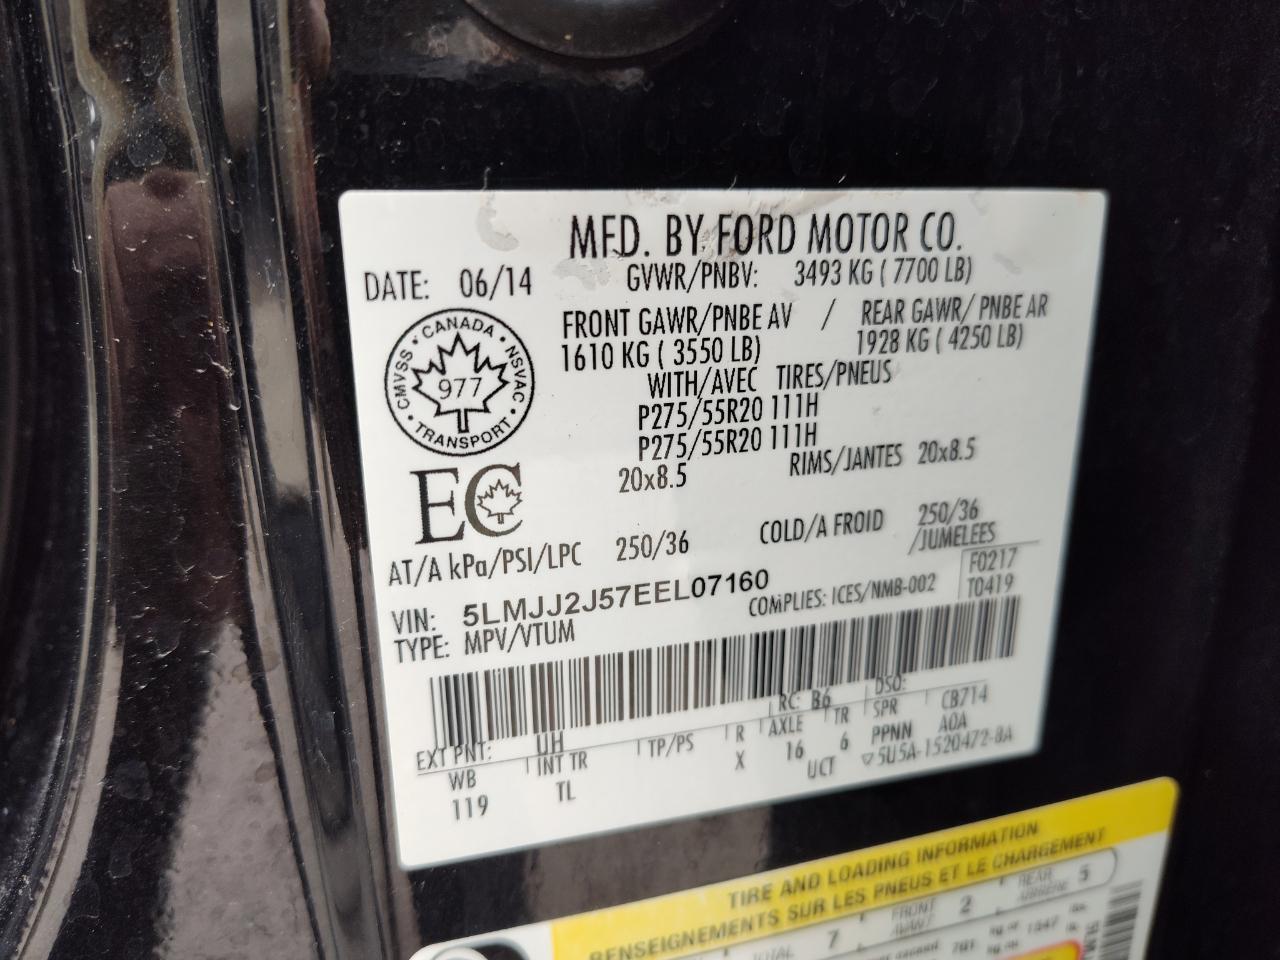 MFD. BY FORD MOTOR CO.
DATE: 06/14
GVWR/PNBV: 3493 KG ( 7700 LB)
FRONT GAWR/PNBE AV / REAR GAWR/ PNBE AR
1610 KG ( 3550 LB) 1928 KG ( 4250 LB)
WITH/AVEC TIRES/PNEUS
P275/55R20 111H
P275/55R20 111H
20x8.5 RIMS/JANTES 20x8.5
CANADA
CMVSS
NSVAC
977
TRANSPORT
EC
AT/A kPa/PSI/LPC 250/36 COLD/A FROID 250/36
/JUMELEES
VIN: 5LMJJ2J57EEL07160
F0217
T0419
COMPLIES: ICES/NMB-002
TYPE: MPV/VTUM
RC: B6 DSO:
EXT PNT: UH
WB INT TR TP/PS R AXLE TR SPR CB714
119 TL X 16 6 PPNN A0A
UCT ▽5U5A-1520472-8A
TIRE AND LOADING INFORMATION
RENSEIGNEMENTS SUR LES PNEUS ET LE CHARGEMENT
TOTAL 7 FRONT 2 REAR 5